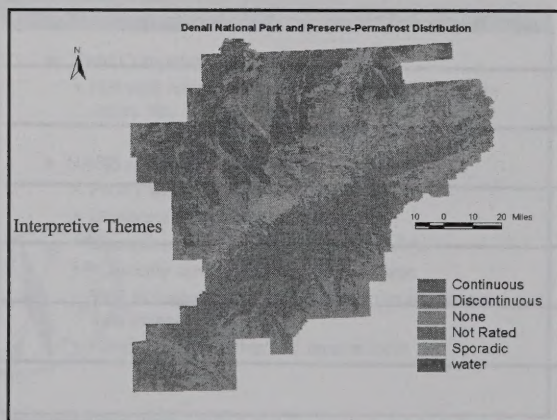 Denali National Park and Preserve-Permafrost Distribution
N
Interpretive Themes
10 0 10 20 Miles
Continuous
Discontinuous
None
Not Rated
Sporadic
water